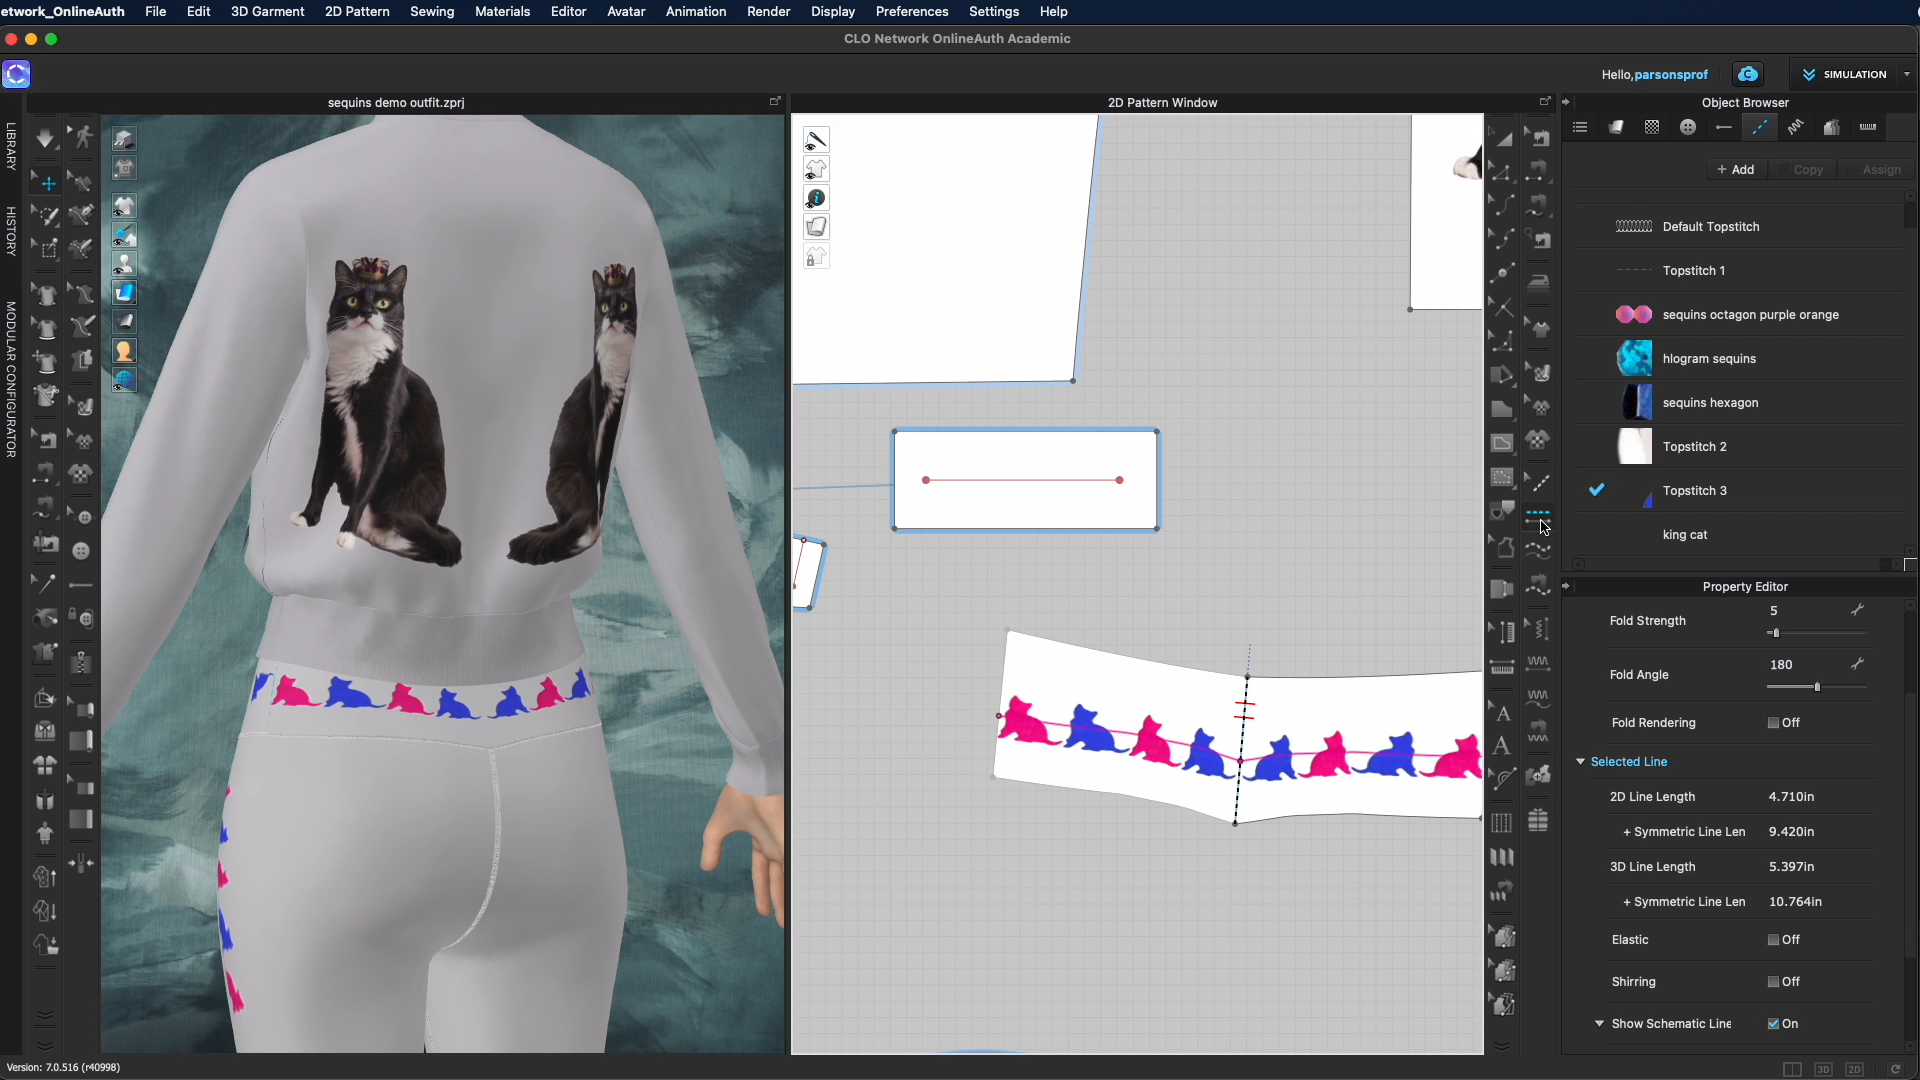 etwork_OnlineAuth File Edit 3D Garment 2D Pattern Sewing Materials Editor Avatar Animation Render Display Preferences Settings Help
CLO Network OnlineAuth Academic
Hello,parsonsprof
SIMULATION
sequins demo outfit.zprj
2D Pattern Window
Object Browser
LIBRARY
HISTORY
MODULAR CONFIGURATOR
+ Add
Copy
Assign
Default Topstitch
Topstitch 1
sequins octagon purple orange
hlogram sequins
sequins hexagon
Topstitch 2
Topstitch 3
king cat
Property Editor
Fold Strength 5
Fold Angle 180
Fold Rendering Off
Selected Line
2D Line Length 4.710in
+ Symmetric Line Len 9.420in
3D Line Length 5.397in
+ Symmetric Line Len 10.764in
Elastic Off
Shirring Off
Show Schematic Line On
Version: 7.0.516 (r40998)
3D
2D